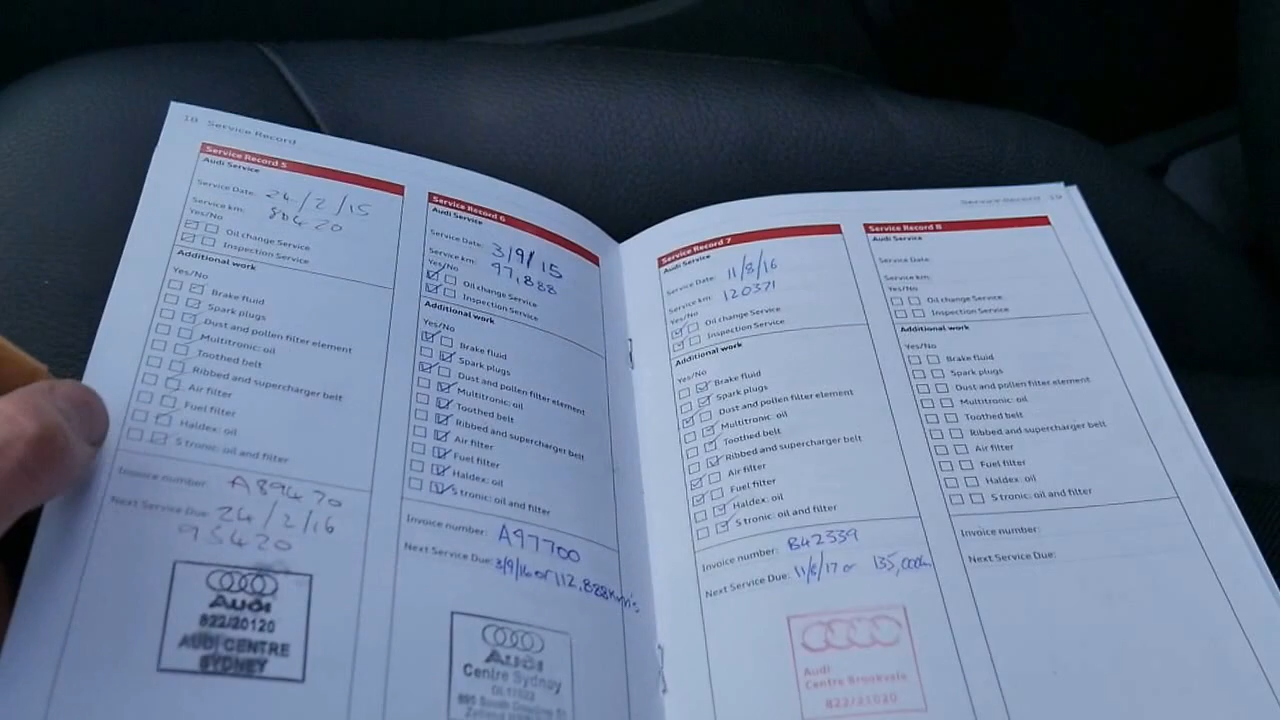 18 Service Record
Service Record 5
Audi Service
Service Date: 24/2/15
Service km: 80420
Yes/No
Oil change Service
Inspection Service
Additional work
Yes/No
Brake fluid
Spark plugs
Dust and pollen filter element
Multitronic: oil
Toothed belt
Ribbed and supercharger belt
Air filter
Fuel filter
Haldex: oil
S tronic: oil and filter
Invoice number: A89470
Next Service Due: 24/2/16
95420
Audi
822/20120
AUDI CENTRE
SYDNEY
Service Record 6
Audi Service
Service Date: 3/9/15
Service km: 97,888
Yes/No
Oil change Service
Inspection Service
Additional work
Yes/No
Brake fluid
Spark plugs
Dust and pollen filter element
Multitronic: oil
Toothed belt
Ribbed and supercharger belt
Air filter
Fuel filter
Haldex: oil
S tronic: oil and filter
Invoice number: A97700
Next Service Due: 3/9/16 or 112,888km's
Audi
Centre Sydney
Service Record 19
Service Record 7
Audi Service
Service Date: 11/8/16
Service km: 120371
Yes/No
Oil change Service
Inspection Service
Additional work
Yes/No
Brake fluid
Spark plugs
Dust and pollen filter element
Multitronic: oil
Toothed belt
Ribbed and supercharger belt
Air filter
Fuel filter
Haldex: oil
S tronic: oil and filter
Invoice number: B42339
Next Service Due: 11/8/17 or 135,000km
Audi
Centre Brookvale
822/21020
Service Record 8
Audi Service
Service Date:
Service km:
Yes/No
Oil change Service
Inspection Service
Additional work
Yes/No
Brake fluid
Spark plugs
Dust and pollen filter element
Multitronic: oil
Toothed belt
Ribbed and supercharger belt
Air filter
Fuel filter
Haldex: oil
S tronic: oil and filter
Invoice number:
Next Service Due: